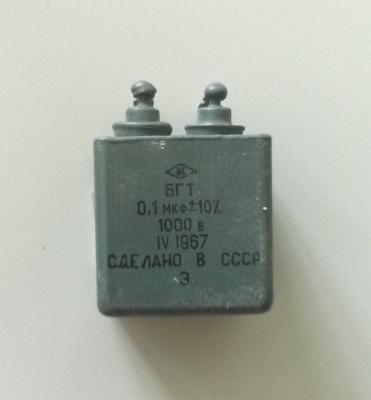 К
БГТ
0,1 МКФ±10%
1000 В
IV 1967
СДЕЛАНО В СССР
Э